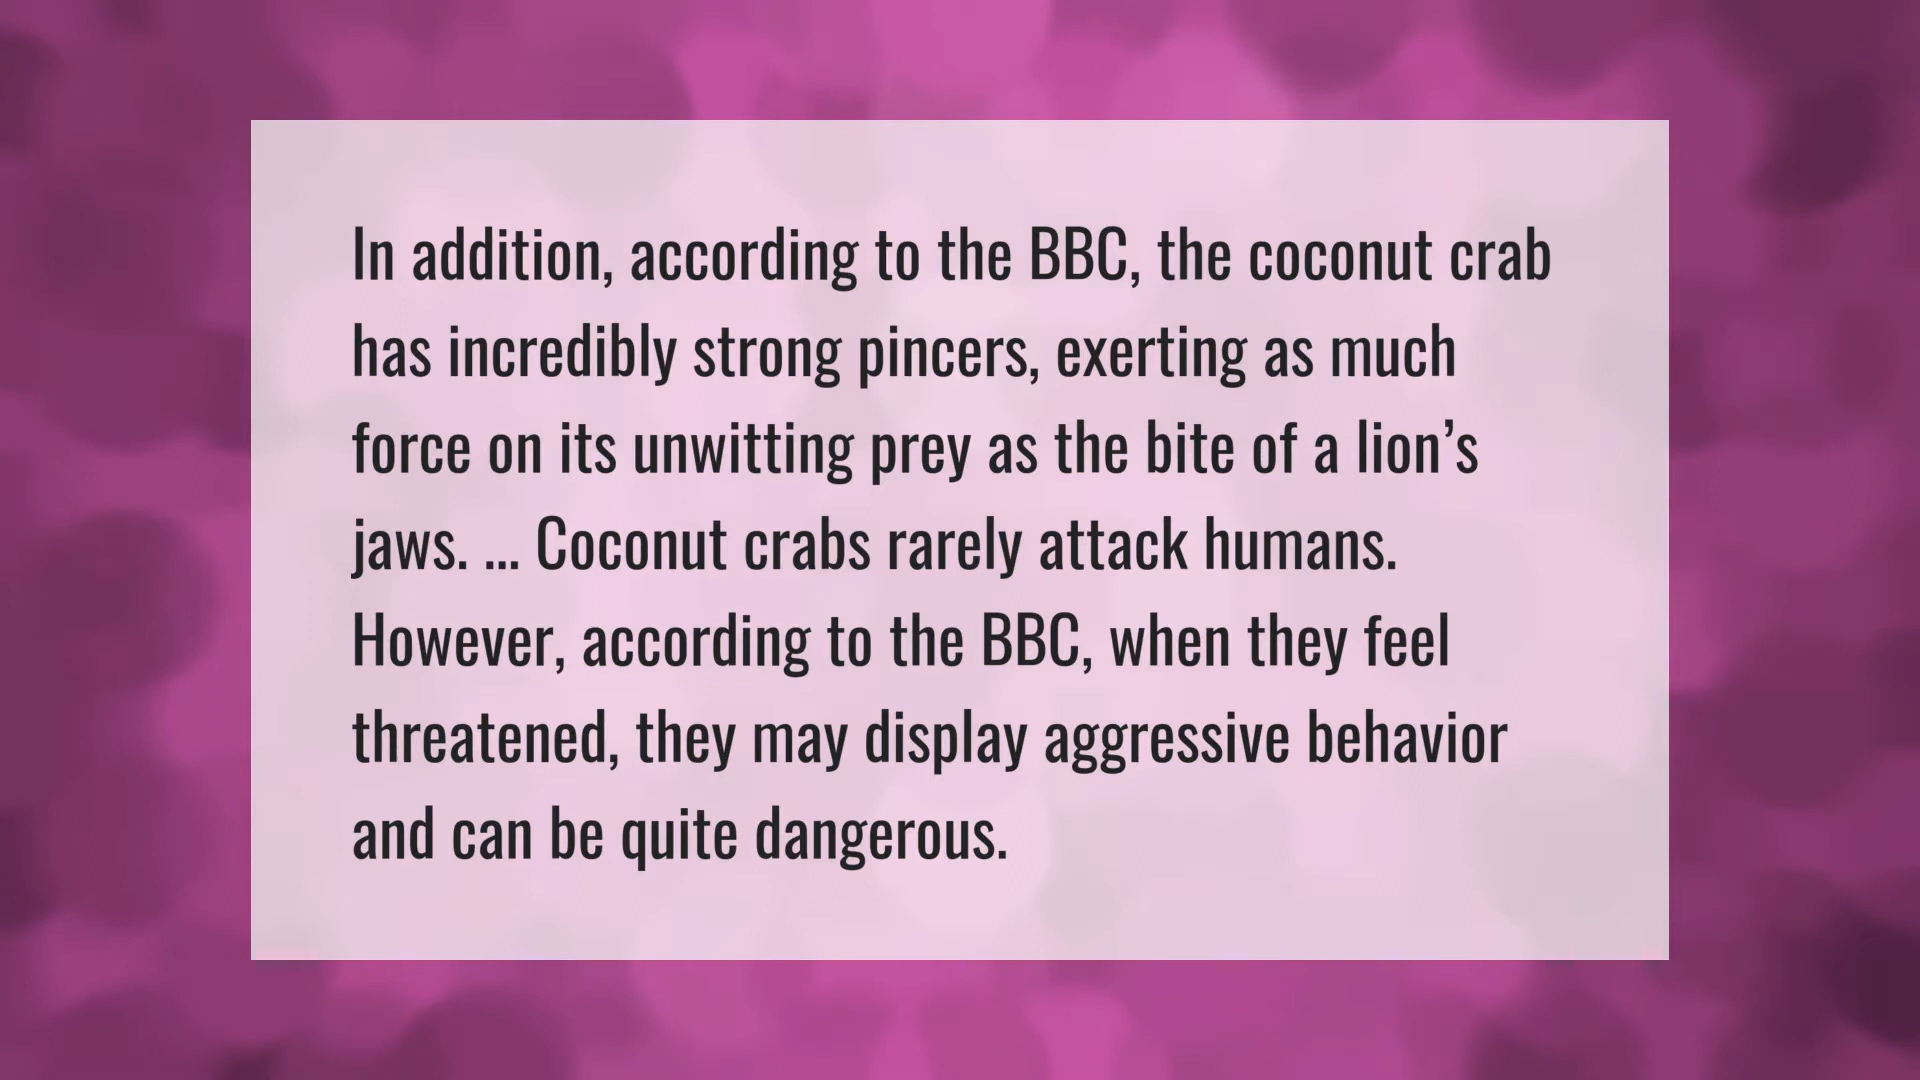 In addition, according to the BBC, the coconut crab
has incredibly strong pincers, exerting as much
force on its unwitting prey as the bite of a lion’s
jaws. ... Coconut crabs rarely attack humans.
However, according to the BBC, when they feel
threatened, they may display aggressive behavior
and can be quite dangerous.